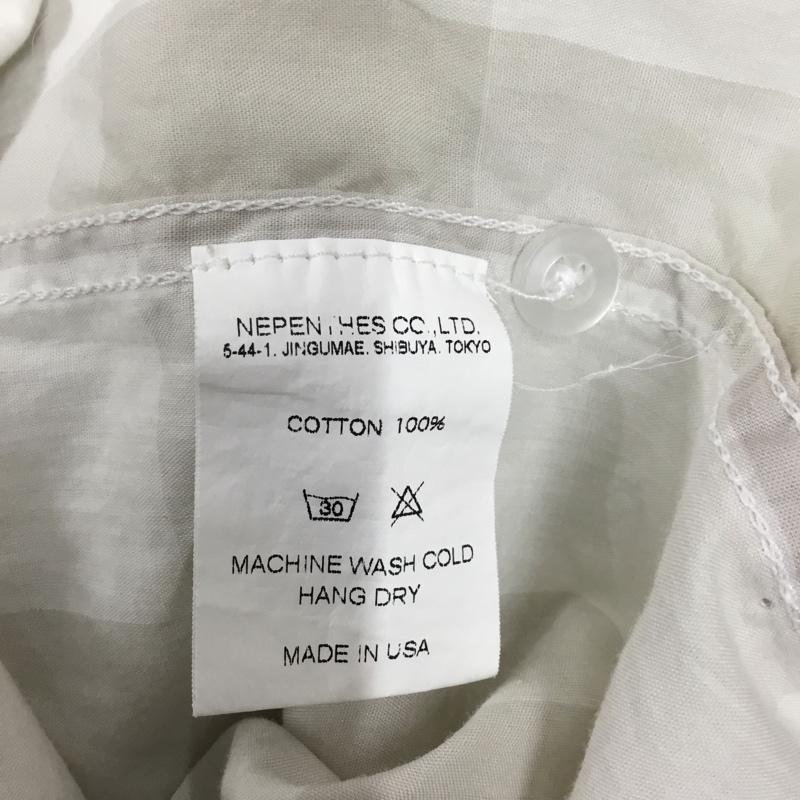 NEPENTHES CO.,LTD.
5-44-1. JINGUMAE. SHIBUYA. TOKYO
COTTON 100%
30
MACHINE WASH COLD
HANG DRY
MADE IN USA